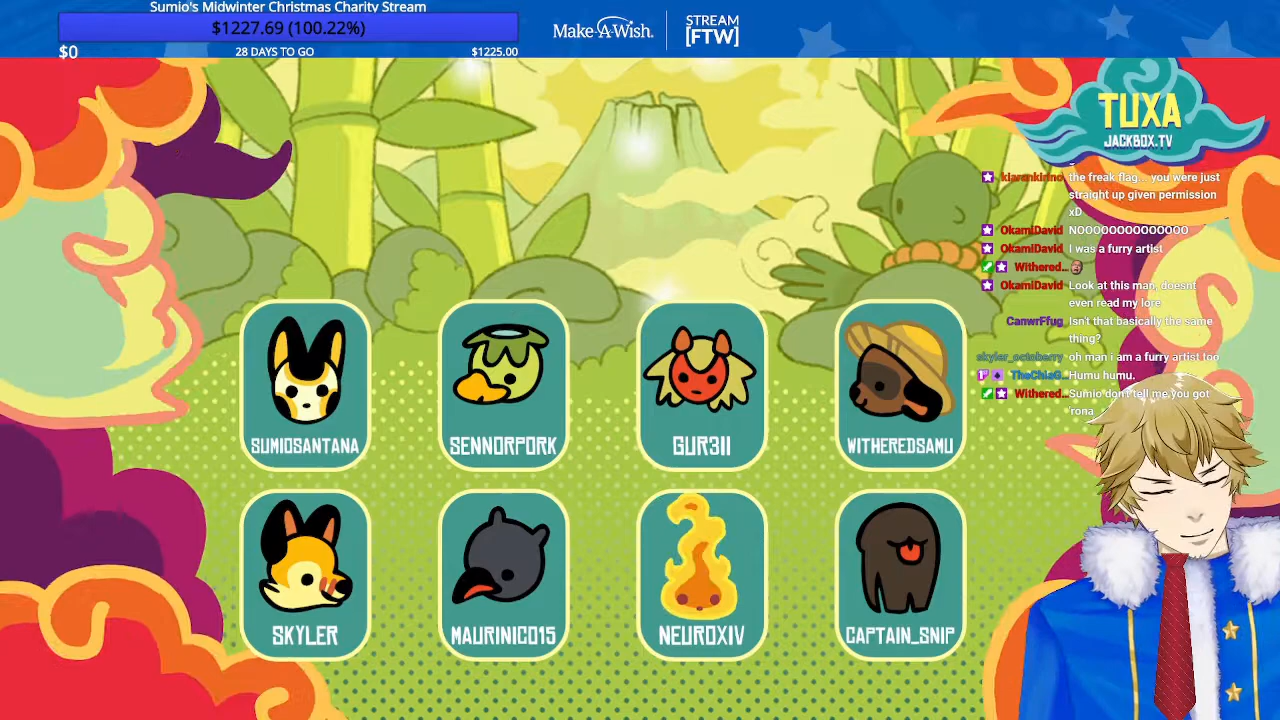 Sumio's Midwinter Christmas Charity Stream
$1227.69 (100.22%)
$0
28 DAYS TO GO
$1225.00
Make-A-Wish.
STREAM
[FTW]
TUXA
JACKBOX.TV
kiarenkinno the freak flag... you were just
straight up given permission
xD
OkamiDavid NOOOOOOOOOOOOOO
OkamiDavid I was a furry artist
Withered...
OkamiDavid Look at this man, doesnt
even read my lore
CanwrFfug Isn't that basically the same
thing?
skyler_octoberry oh man i am a furry artist too
TheChiaG... Humu humu.
Withered... Sumio don't tell me you got
'rona
SUMIOSANTANA
SENNORPORK
GUR3II
WITHEREDSAMU
SKYLER
MAURINICO15
NEUROXIV
CAPTAIN_SNIP